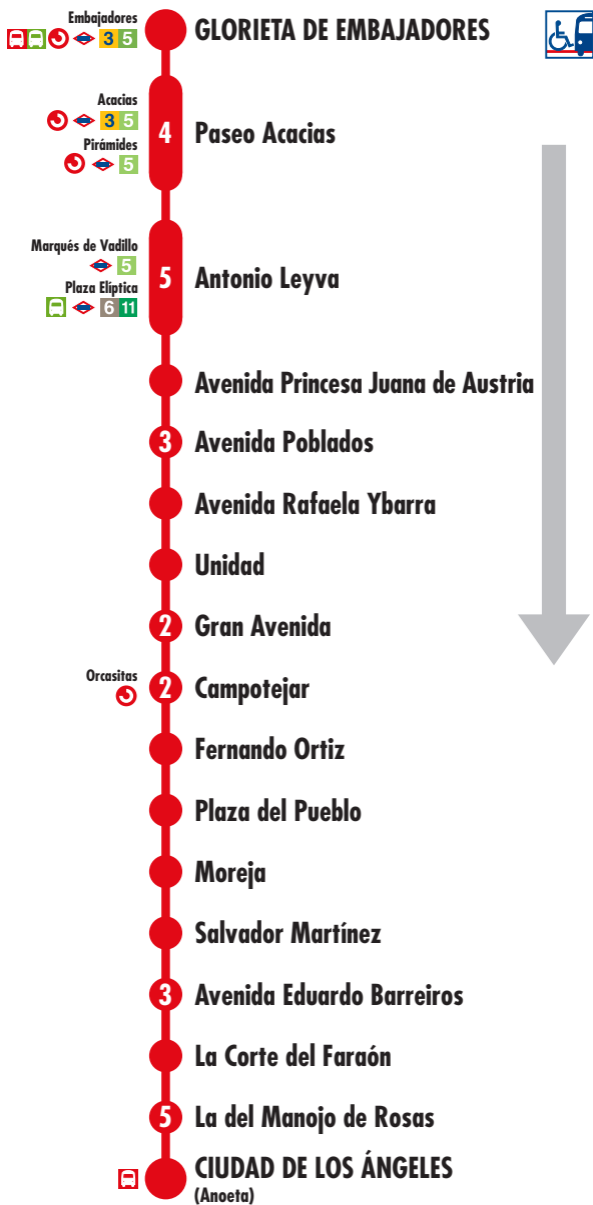 Embajadores
3 5
GLORIETA DE EMBAJADORES
Acacias
3 5
Pirámides
5
4
Paseo Acacias
Marqués de Vadillo
5
Plaza Elíptica
6 11
5
Antonio Leyva
Avenida Princesa Juana de Austria
3
Avenida Poblados
Avenida Rafaela Ybarra
Unidad
2
Gran Avenida
Orcasitas
2
Campotejar
Fernando Ortiz
Plaza del Pueblo
Moreja
Salvador Martínez
3
Avenida Eduardo Barreiros
La Corte del Faraón
5
La del Manojo de Rosas
CIUDAD DE LOS ÁNGELES
(Anoeta)